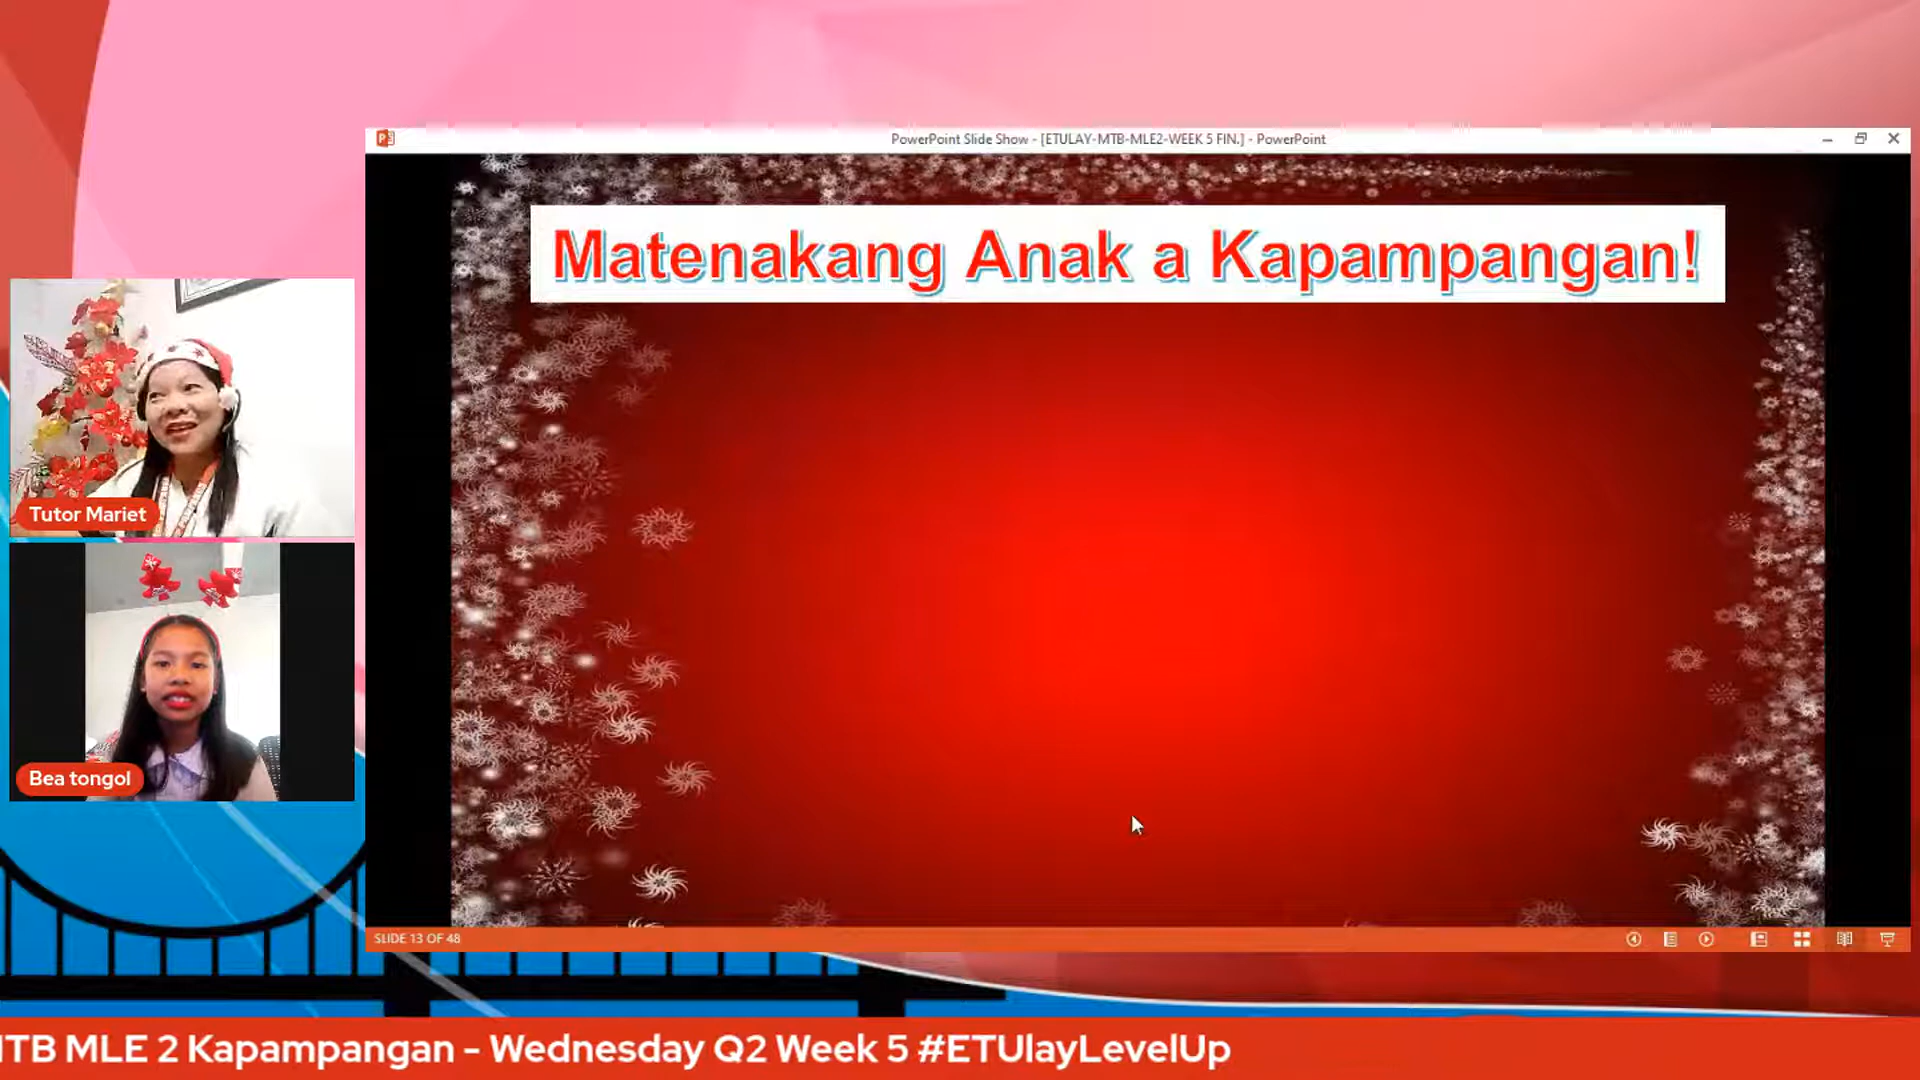 PowerPoint Slide Show - [ETULAY-MTB-MLE2-WEEK 5 FIN.] - PowerPoint
Matenakang Anak a Kapampangan!
Tutor Mariet
Bea tongol
SLIDE 13 OF 48
MTB MLE 2 Kapampangan - Wednesday Q2 Week 5 #ETUlayLevelUp